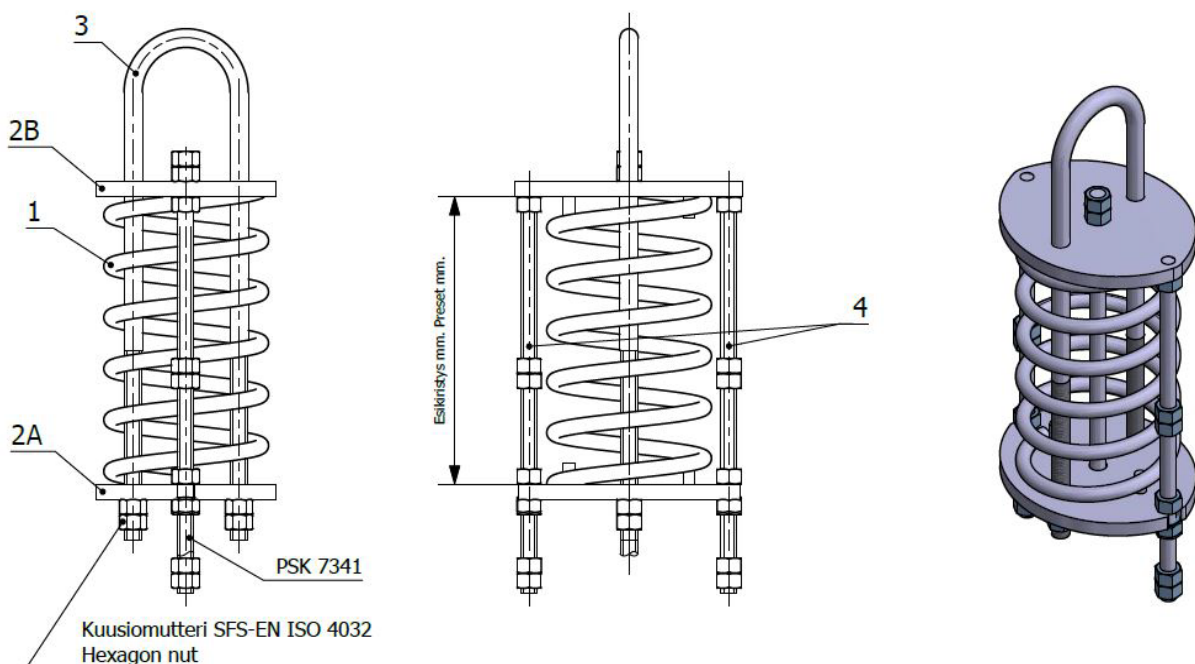 3
2B
1
2A
PSK 7341
Kuusiomutteri SFS-EN ISO 4032
Hexagon nut
Esikiristys mm. Preset mm.
4